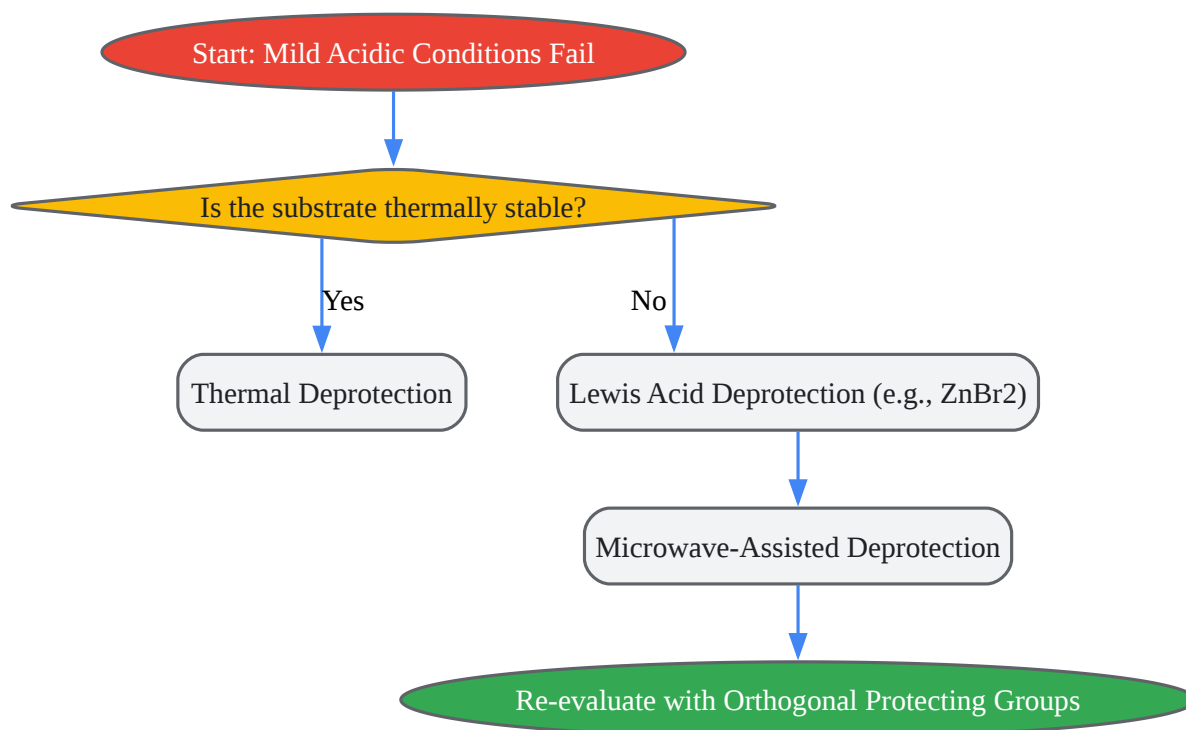 Start: Mild Acidic Conditions Fail
Is the substrate thermally stable?
Yes
No
Thermal Deprotection
Lewis Acid Deprotection (e.g., ZnBr2)
Microwave-Assisted Deprotection
Re-evaluate with Orthogonal Protecting Groups